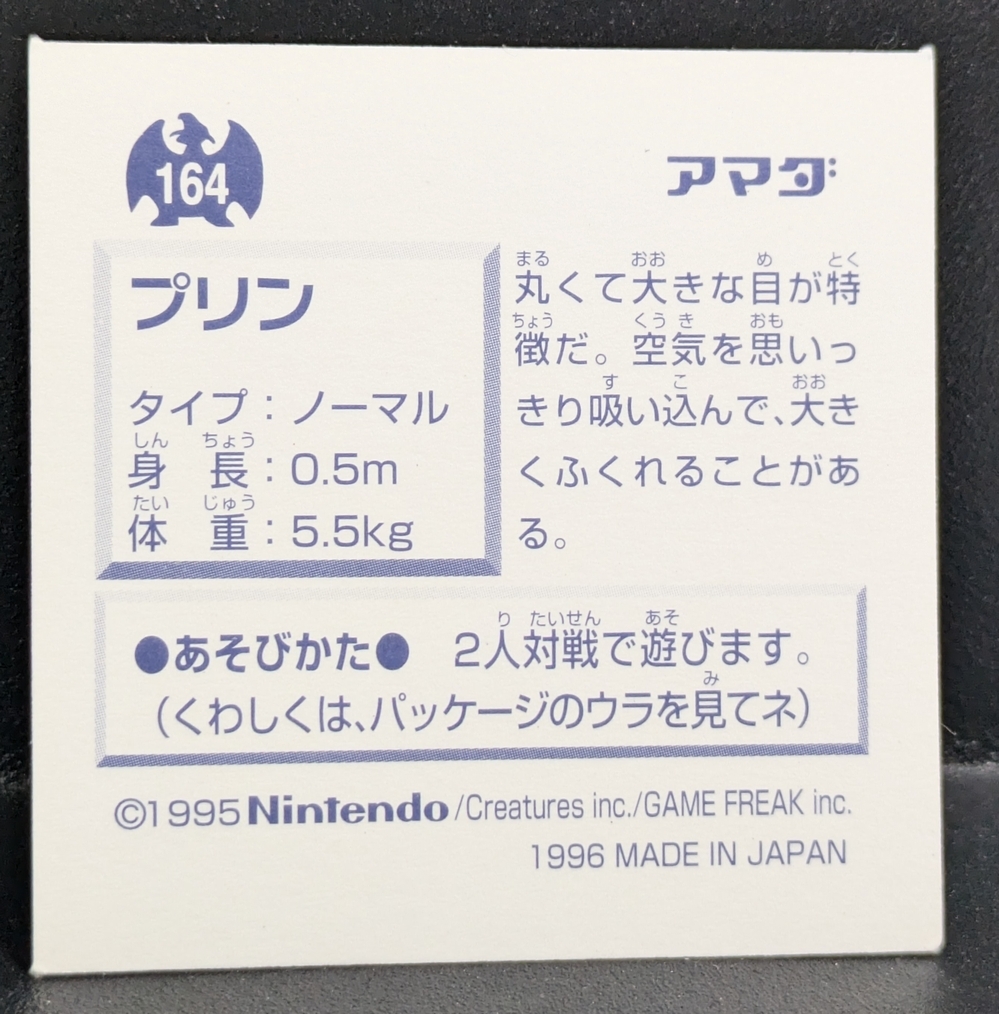 164
アマダ
プリン
タイプ：ノーマル
しん ちょう
身 長：0.5m
たい じゅう
体 重：5.5kg
まる おお め とく
丸くて大きな目が特
ちょう くう き おも
徴だ。空気を思いっ
す こ おお
きり吸い込んで、大き
くふくれることがあ
る。
り たいせん あそ
●あそびかた● 2人対戦で遊びます。
み
（くわしくは、パッケージのウラを見てネ）
©1995 Nintendo/Creatures inc./GAME FREAK inc.
1996 MADE IN JAPAN